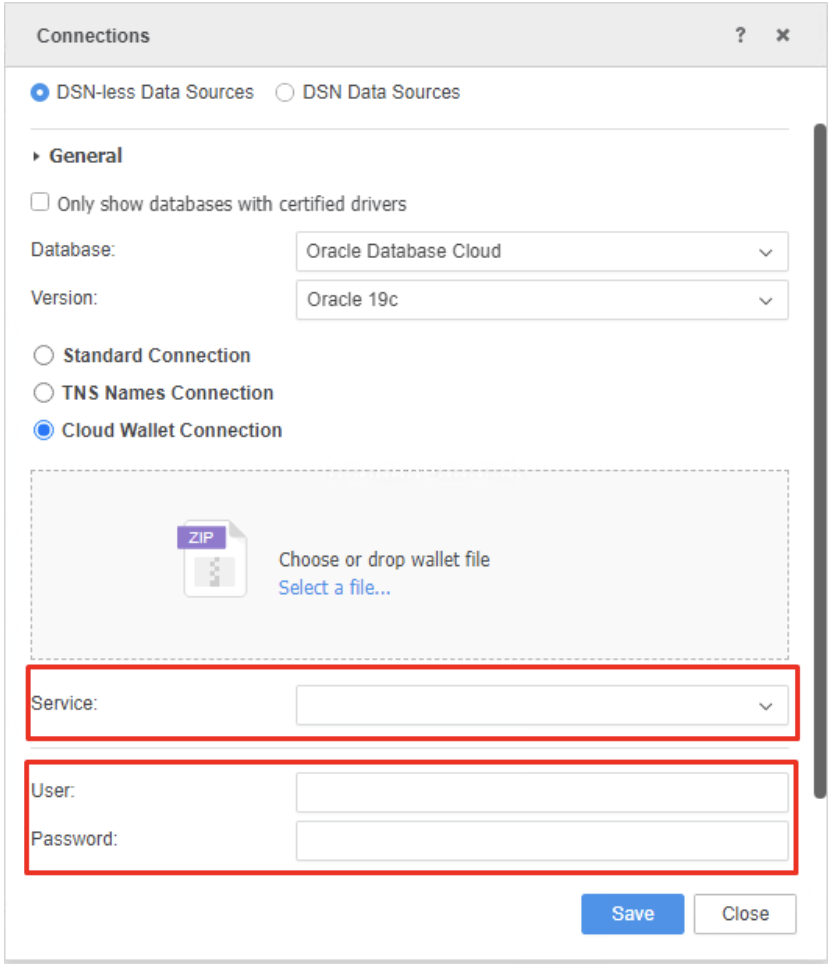 Connections ? ×
DSN-less Data Sources DSN Data Sources
General
Only show databases with certified drivers
Database: Oracle Database Cloud
Version: Oracle 19c
Standard Connection
TNS Names Connection
Cloud Wallet Connection
ZIP
Choose or drop wallet file
Select a file...
Service:
User:
Password:
Save Close